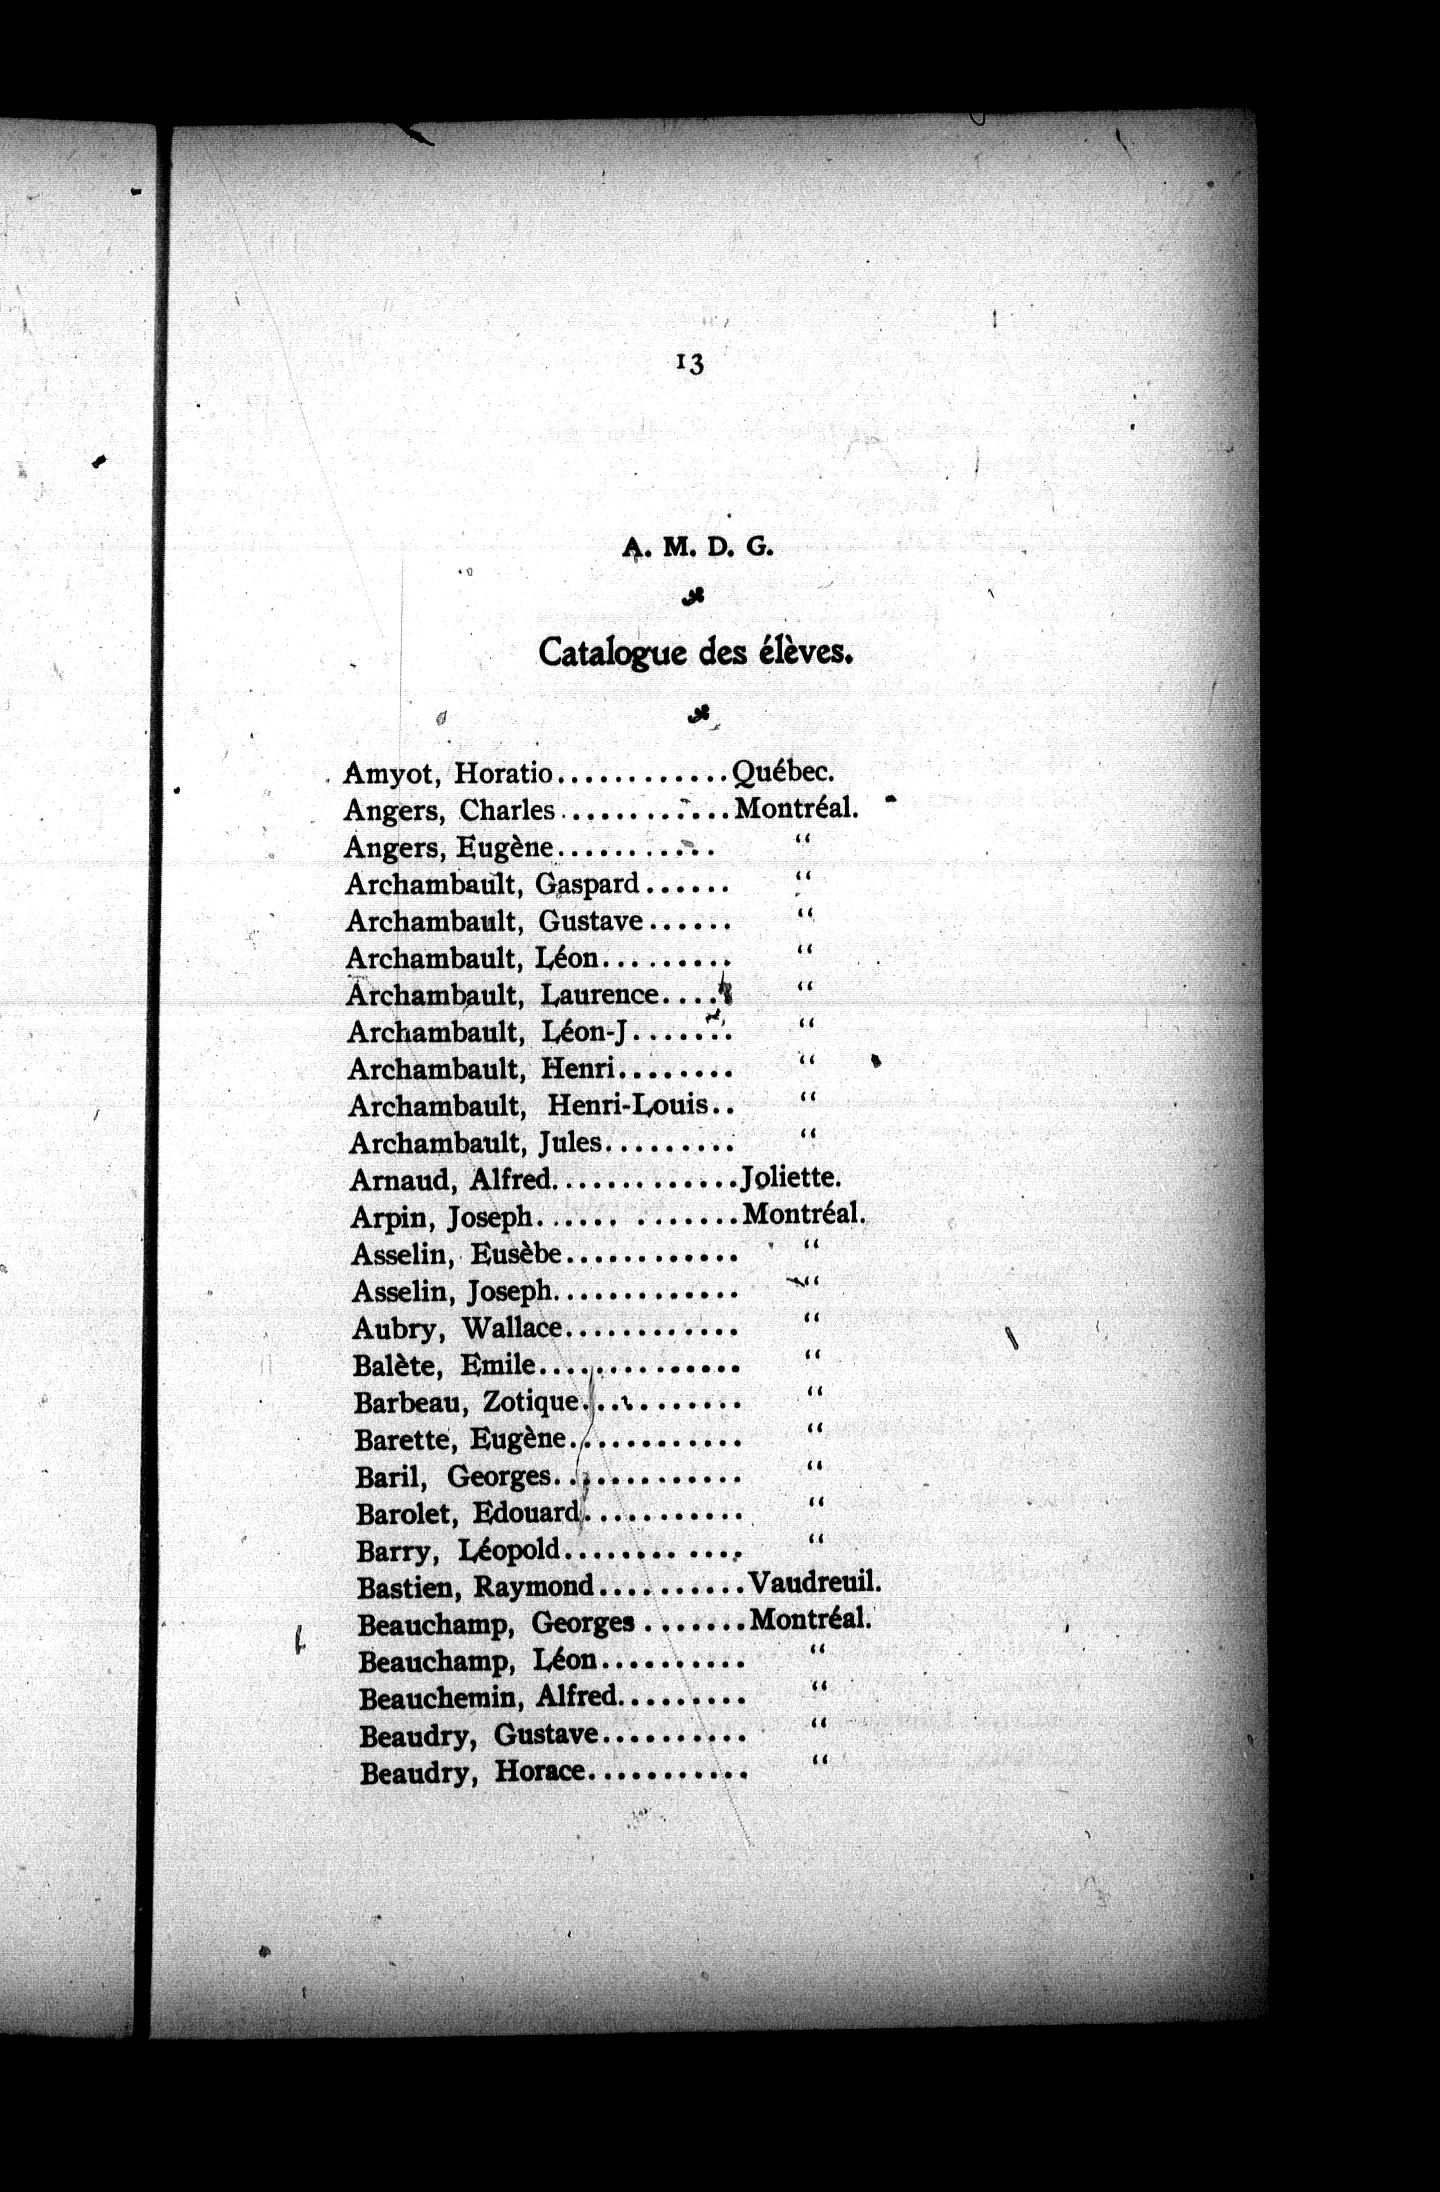 13
A. M. D. G.
Catalogue des élèves.
Amyot, Horatio............Québec.
Angers, Charles............Montréal.
Angers, Eugène........... “
Archambault, Gaspard...... “
Archambault, Gustave...... “
Archambault, Léon......... “
Archambault, Laurence..... “
Archambault, Léon-J....... “
Archambault, Henri........ “
Archambault, Henri-Louis.. “
Archambault, Jules......... “
Arnaud, Alfred.............Joliette.
Arpin, Joseph...... .......Montréal.
Asselin, Eusèbe............ “
Asselin, Joseph............. “
Aubry, Wallace............ “
Balète, Emile.............. “
Barbeau, Zotique........... “
Barette, Eugène............ “
Baril, Georges............. “
Barolet, Edouard........... “
Barry, Léopold........ .... “
Bastien, Raymond..........Vaudreuil.
Beauchamp, Georges.......Montréal.
Beauchamp, Léon.......... “
Beauchemin, Alfred......... “
Beaudry, Gustave.......... “
Beaudry, Horace........... “